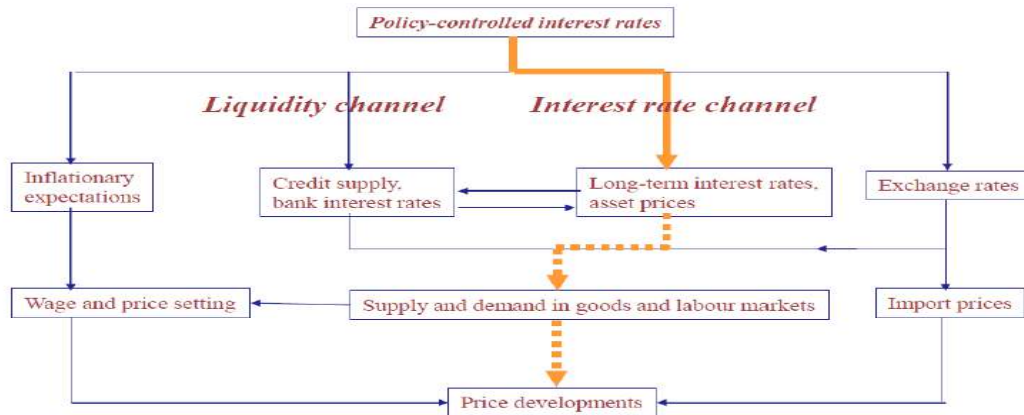 Policy-controlled interest rates
Liquidity channel
Interest rate channel
Inflationary
expectations
Credit supply,
bank interest rates
Long-term interest rates,
asset prices
Exchange rates
Wage and price setting
Supply and demand in goods and labour markets
Import prices
Price developments